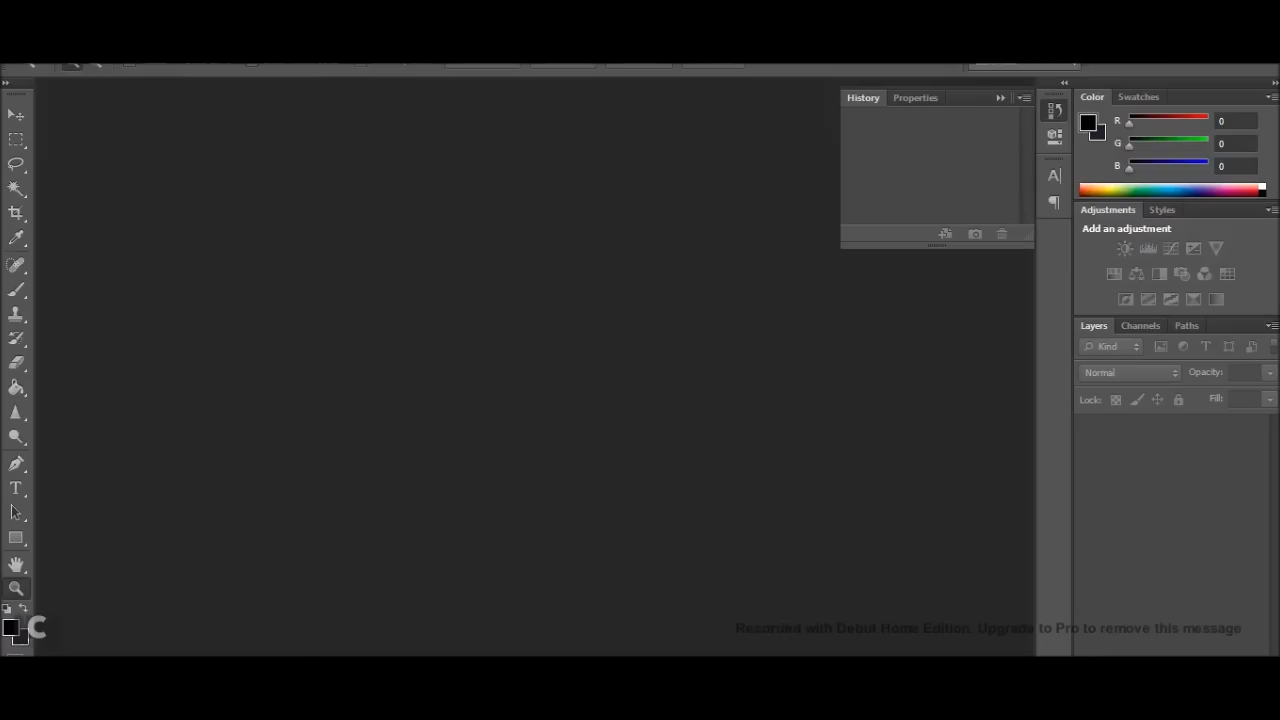 History Properties
Color Swatches
R 0
G 0
B 0
Adjustments Styles
Add an adjustment
Layers Channels Paths
Kind
Normal Opacity:
Lock: Fill:
C
Recorded with Debut Home Edition. Upgrade to Pro to remove this message